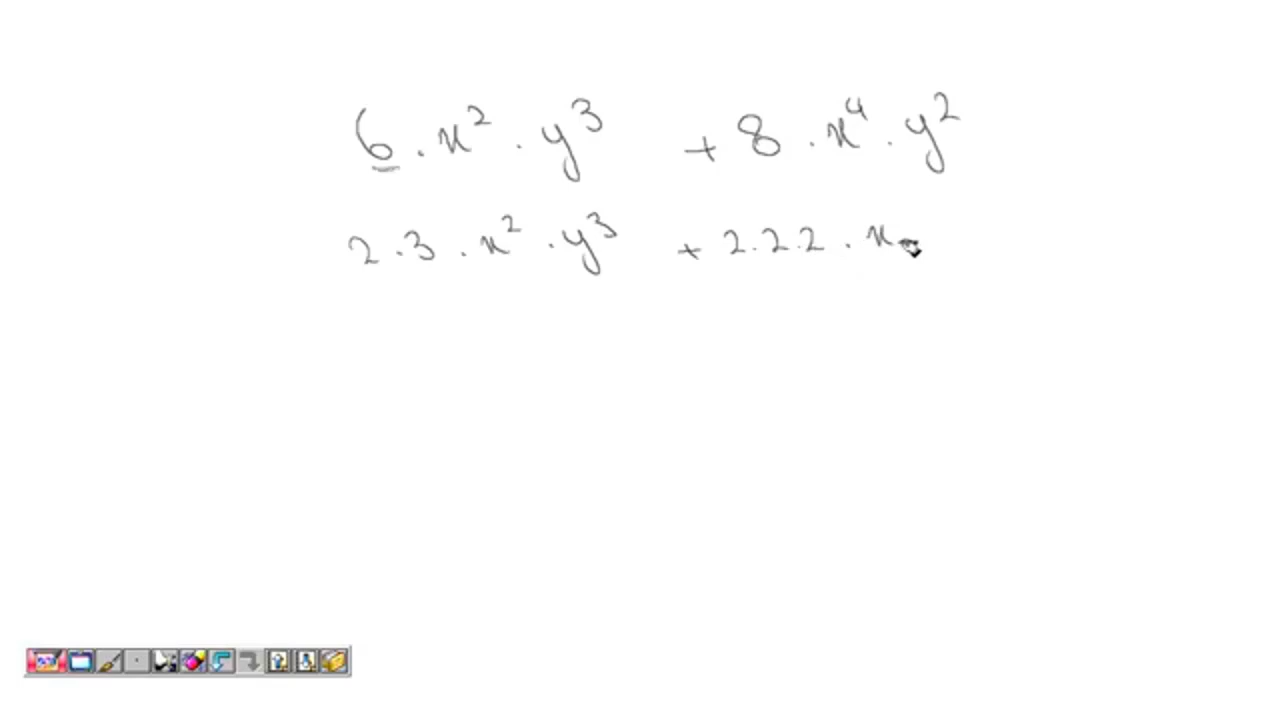 6 . x² . y³ + 8 . x⁴ . y²
2 . 3 . x² . y³ + 2 . 2 . 2 . x